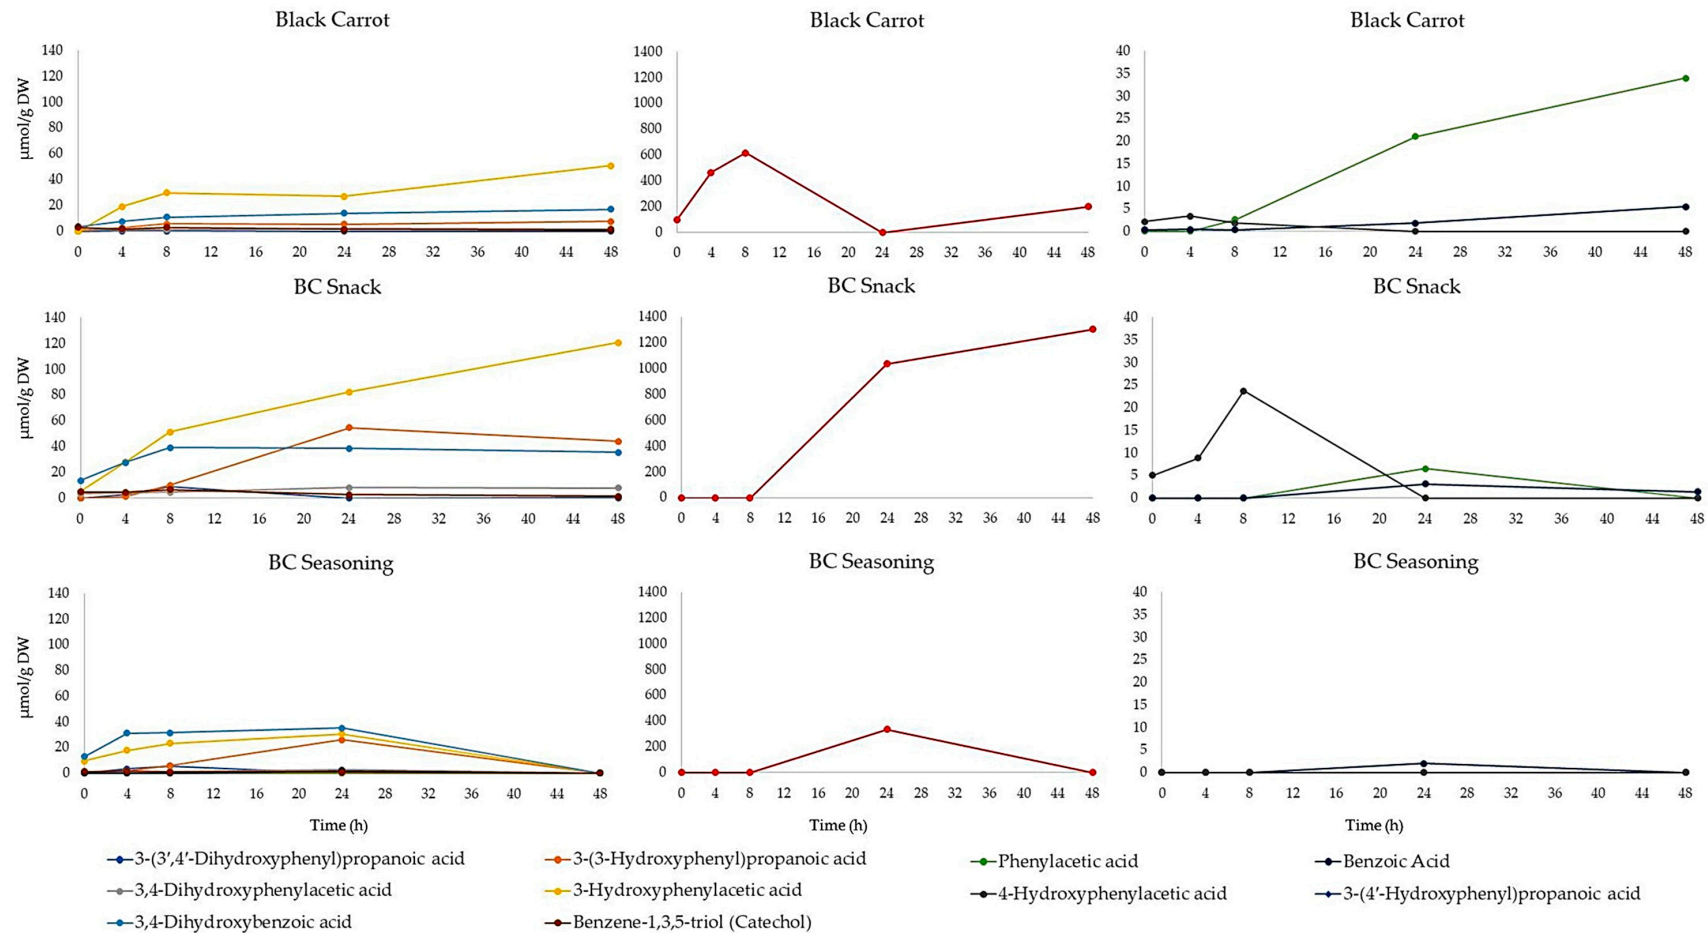 Black Carrot
Black Carrot
Black Carrot
140
120
100
80
60
40
20
0
µmol/g DW
0 4 8 12 16 20 24 28 32 36 40 44 48
1400
1200
1000
800
600
400
200
0
0 4 8 12 16 20 24 28 32 36 40 44 48
40
35
30
25
20
15
10
5
0
0 4 8 12 16 20 24 28 32 36 40 44 48
BC Snack
BC Snack
BC Snack
140
120
100
80
60
40
20
0
µmol/g DW
0 4 8 12 16 20 24 28 32 36 40 44 48
1400
1200
1000
800
600
400
200
0
0 4 8 12 16 20 24 28 32 36 40 44 48
40
35
30
25
20
15
10
5
0
0 4 8 12 16 20 24 28 32 36 40 44 48
BC Seasoning
BC Seasoning
BC Seasoning
140
120
100
80
60
40
20
0
µmol/g DW
0 4 8 12 16 20 24 28 32 36 40 44 48
Time (h)
1400
1200
1000
800
600
400
200
0
0 4 8 12 16 20 24 28 32 36 40 44 48
Time (h)
40
35
30
25
20
15
10
5
0
0 4 8 12 16 20 24 28 32 36 40 44 48
Time (h)
3-(3′,4′-Dihydroxyphenyl)propanoic acid
3-(3-Hydroxyphenyl)propanoic acid
Phenylacetic acid
Benzoic Acid
3,4-Dihydroxyphenylacetic acid
3-Hydroxyphenylacetic acid
4-Hydroxyphenylacetic acid
3-(4′-Hydroxyphenyl)propanoic acid
3,4-Dihydroxybenzoic acid
Benzene-1,3,5-triol (Catechol)